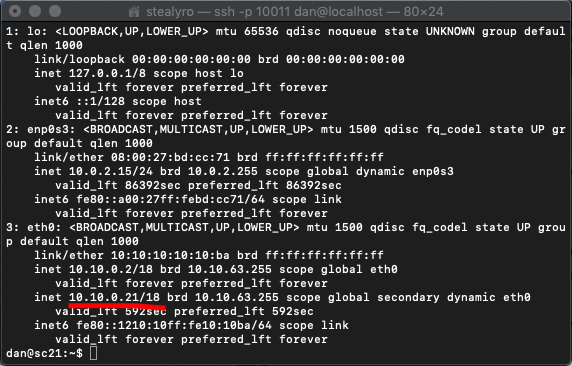 stealyro — ssh -p 10011 dan@localhost — 80×24
1: lo: <LOOPBACK,UP,LOWER_UP> mtu 65536 qdisc noqueue state UNKNOWN group defaul
t qlen 1000
    link/loopback 00:00:00:00:00:00 brd 00:00:00:00:00:00
    inet 127.0.0.1/8 scope host lo
       valid_lft forever preferred_lft forever
    inet6 ::1/128 scope host
       valid_lft forever preferred_lft forever
2: enp0s3: <BROADCAST,MULTICAST,UP,LOWER_UP> mtu 1500 qdisc fq_codel state UP gr
oup default qlen 1000
    link/ether 08:00:27:bd:cc:71 brd ff:ff:ff:ff:ff:ff
    inet 10.0.2.15/24 brd 10.0.2.255 scope global dynamic enp0s3
       valid_lft 86392sec preferred_lft 86392sec
    inet6 fe80::a00:27ff:febd:cc71/64 scope link
       valid_lft forever preferred_lft forever
3: eth0: <BROADCAST,MULTICAST,UP,LOWER_UP> mtu 1500 qdisc fq_codel state UP grou
p default qlen 1000
    link/ether 10:10:10:10:10:ba brd ff:ff:ff:ff:ff:ff
    inet 10.10.0.2/18 brd 10.10.63.255 scope global eth0
       valid_lft forever preferred_lft forever
    inet 10.10.0.21/18 brd 10.10.63.255 scope global secondary dynamic eth0
       valid_lft 592sec preferred_lft 592sec
    inet6 fe80::1210:10ff:fe10:10ba/64 scope link
       valid_lft forever preferred_lft forever
dan@sc21:~$